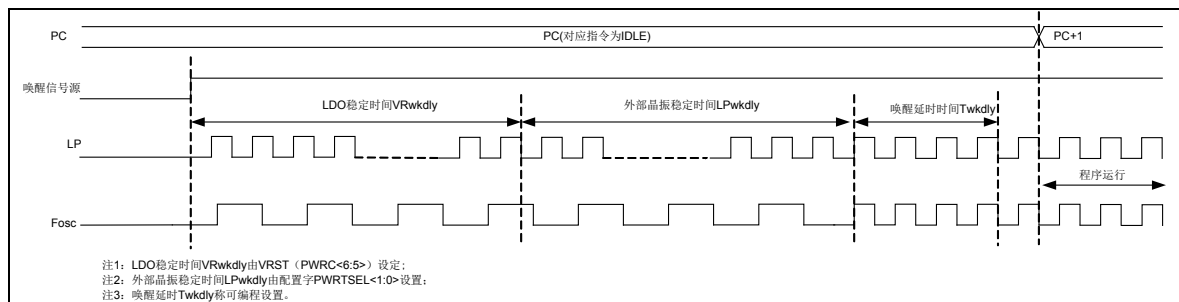 PC
PC(对应指令为IDLE)
PC+1
唤醒信号源
LDO稳定时间VRwkdly
外部晶振稳定时间LPwkdly
唤醒延时时间Twkdly
LP
程序运行
Fosc
注1：LDO稳定时间VRwkdly由VRST（PWRC<6:5>）设定；
注2：外部晶振稳定时间LPwkdly由配置字PWRTSEL<1:0>设置；
注3：唤醒延时Twkdly称可编程设置。